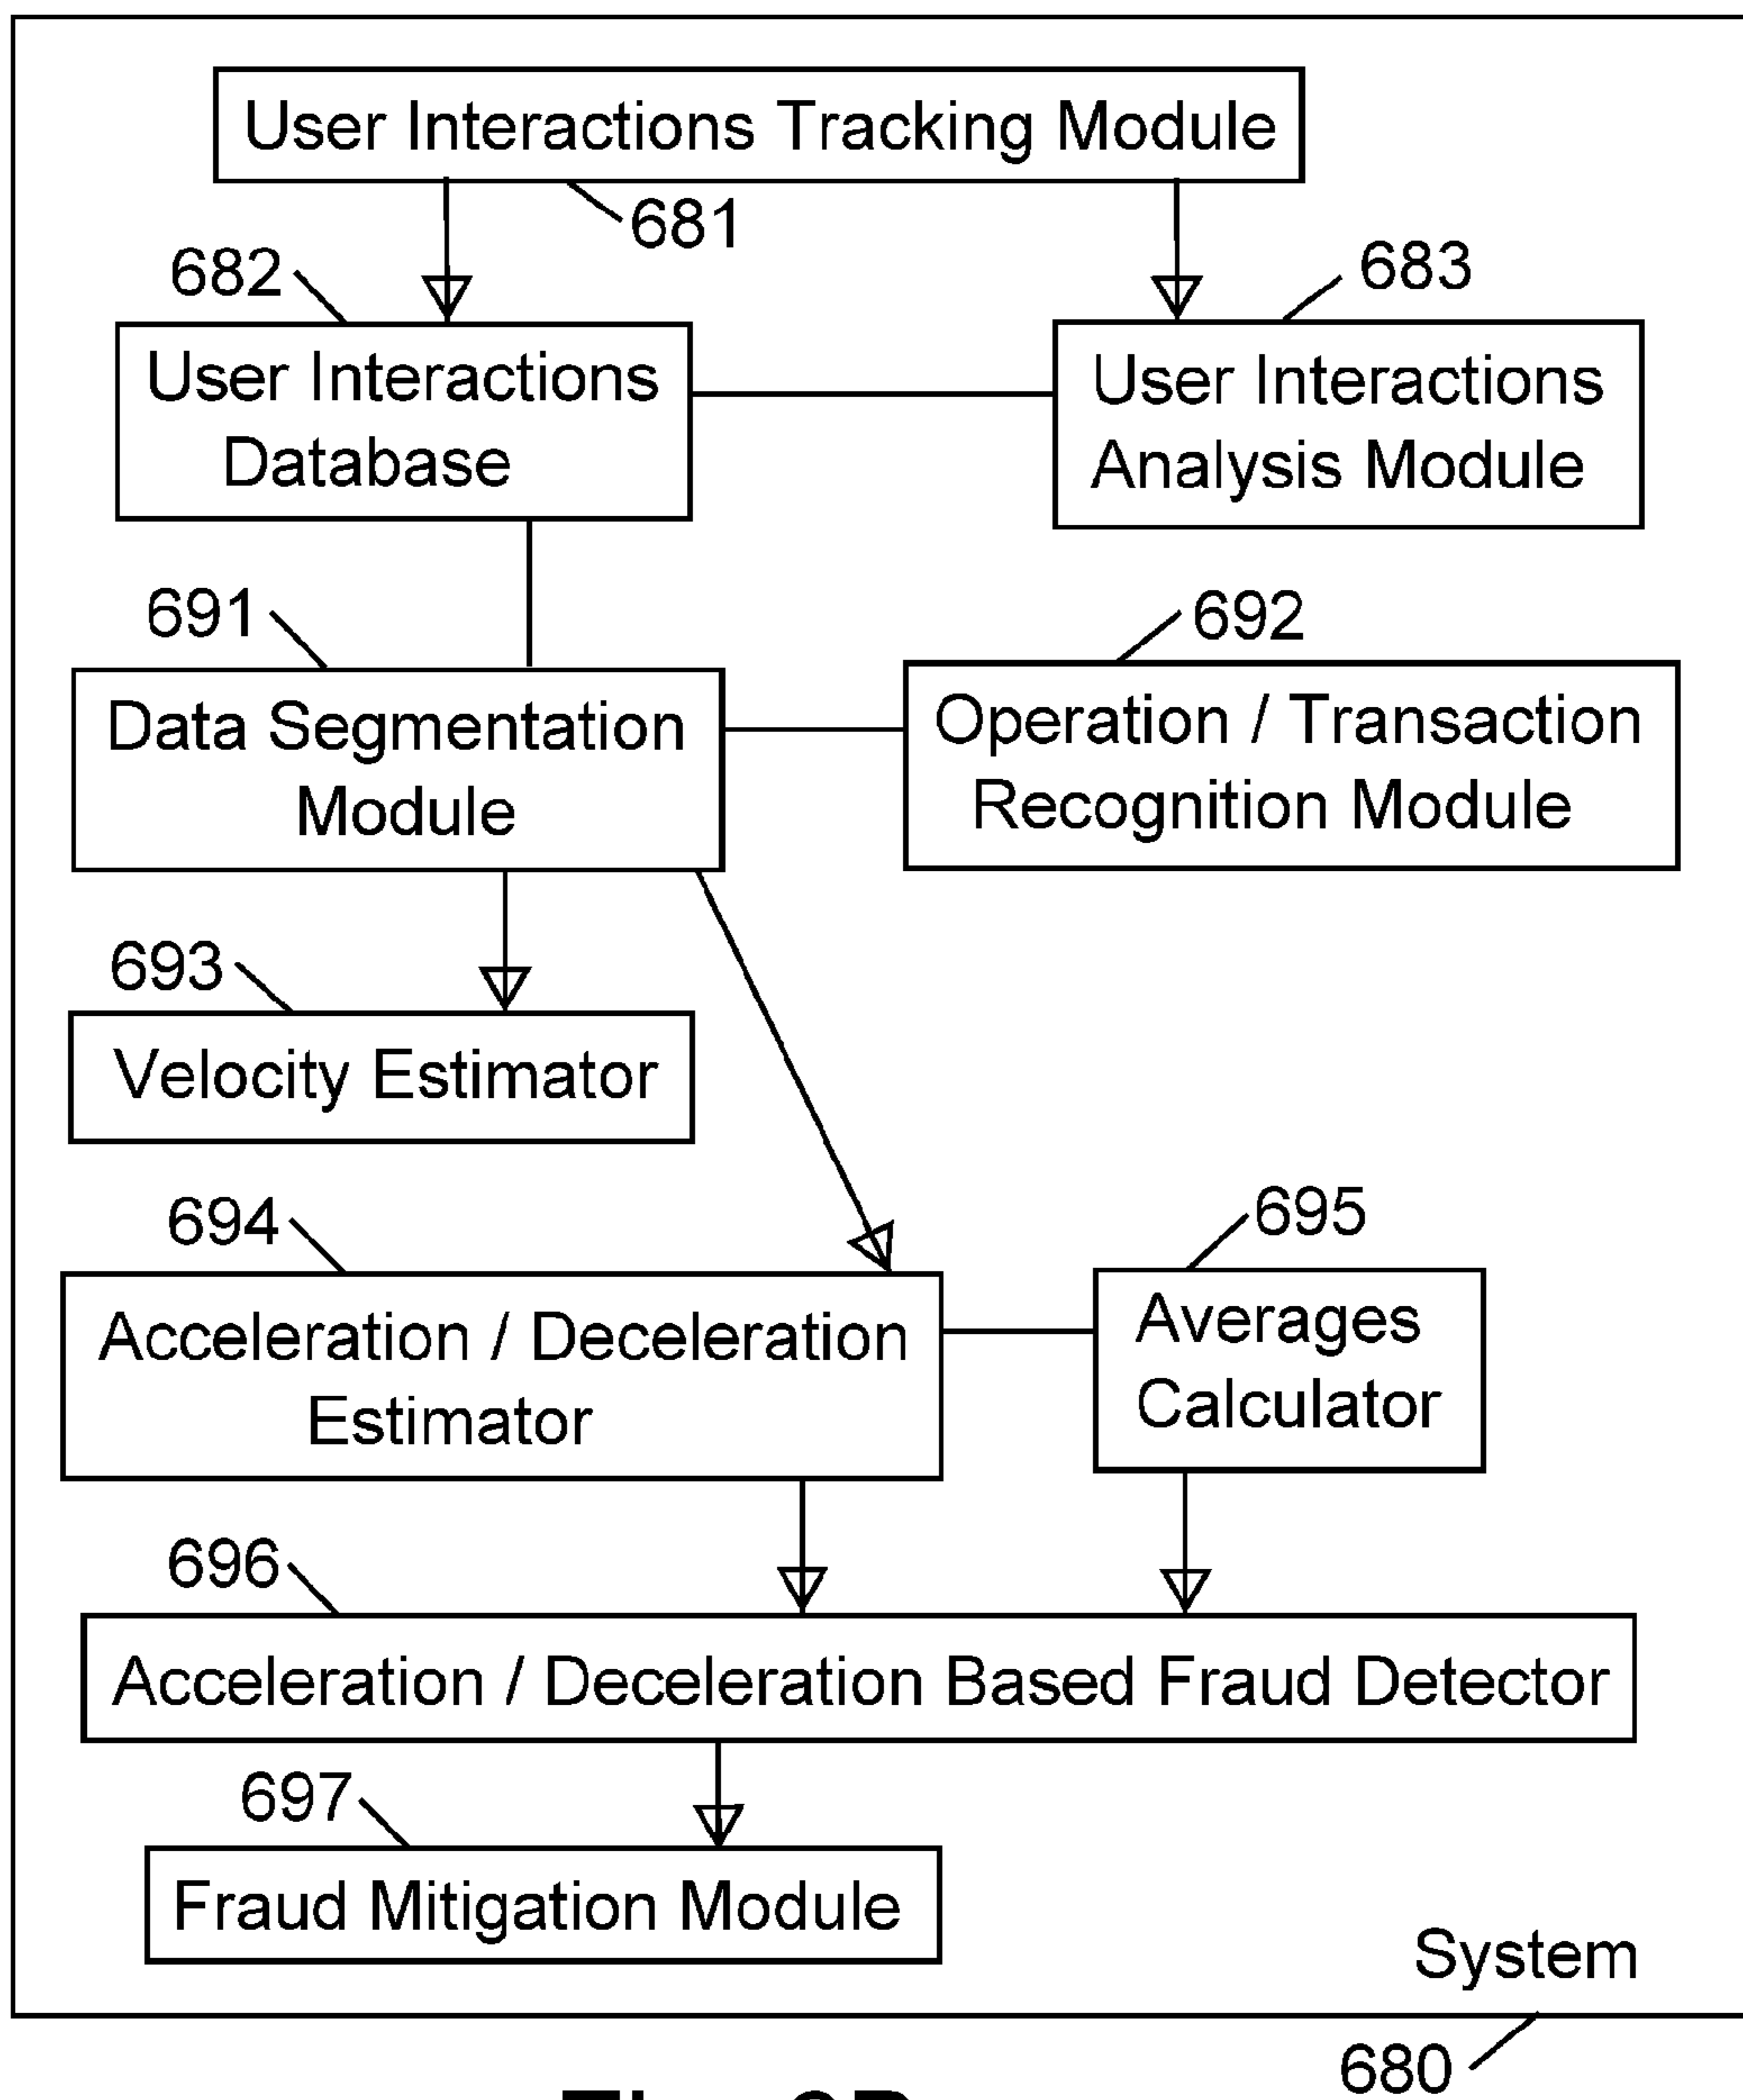 User Interactions Tracking Module
681
682
683
User Interactions
Database
User Interactions
Analysis Module
691
692
Data Segmentation
Module
Operation / Transaction
Recognition Module
693
Velocity Estimator
694
695
Acceleration / Deceleration
Estimator
Averages
Calculator
696
Acceleration / Deceleration Based Fraud Detector
697
Fraud Mitigation Module
System
680